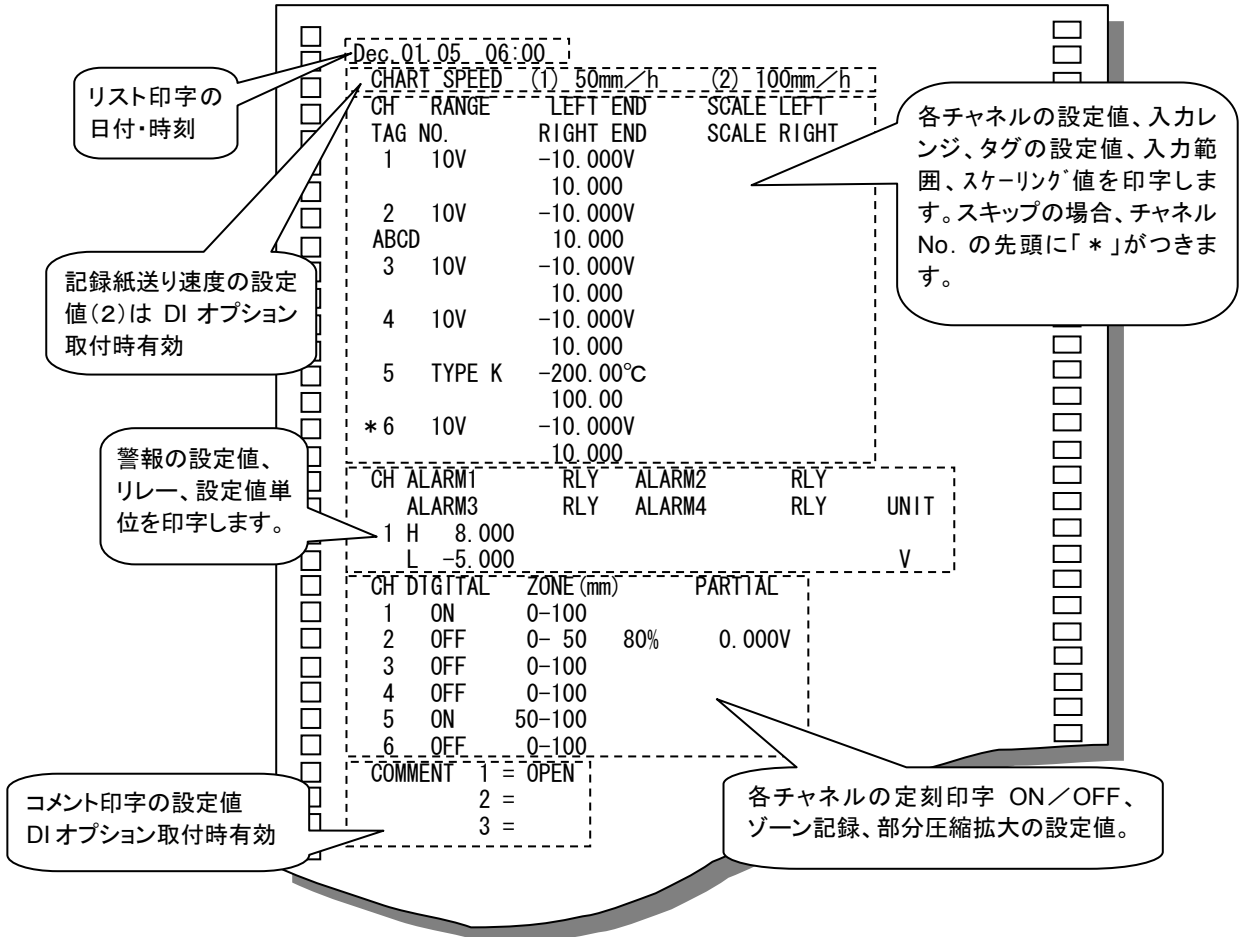 Dec.01.05 06:00
CHART SPEED (1) 50mm／h (2) 100mm／h
CH RANGE LEFT END SCALE LEFT
TAG NO. RIGHT END SCALE RIGHT
1 10V -10.000V
10.000
2 10V -10.000V
ABCD 10.000
3 10V -10.000V
10.000
4 10V -10.000V
10.000
5 TYPE K -200.00℃
100.00
*6 10V -10.000V
10.000
CH ALARM1 RLY ALARM2 RLY
ALARM3 RLY ALARM4 RLY UNIT
1 H 8.000
L -5.000 V
CH DIGITAL ZONE(mm) PARTIAL
1 ON 0-100
2 OFF 0- 50 80% 0.000V
3 OFF 0-100
4 OFF 0-100
5 ON 50-100
6 OFF 0-100
COMMENT 1 = OPEN
2 =
3 =
リスト印字の
日付・時刻
記録紙送り速度の設定
値（2）は DI オプション
取付時有効
警報の設定値、
リレー、設定値単
位を印字します。
コメント印字の設定値
DI オプション取付時有効
各チャネルの設定値、入力レ
ンジ、タグの設定値、入力範
囲、ｽｹｰﾘﾝｸﾞ値を印字しま
す。スキップの場合、チャネル
No. の先頭に「＊」がつきま
す。
各チャネルの定刻印字 ON／OFF、
ゾーン記録、部分圧縮拡大の設定値。